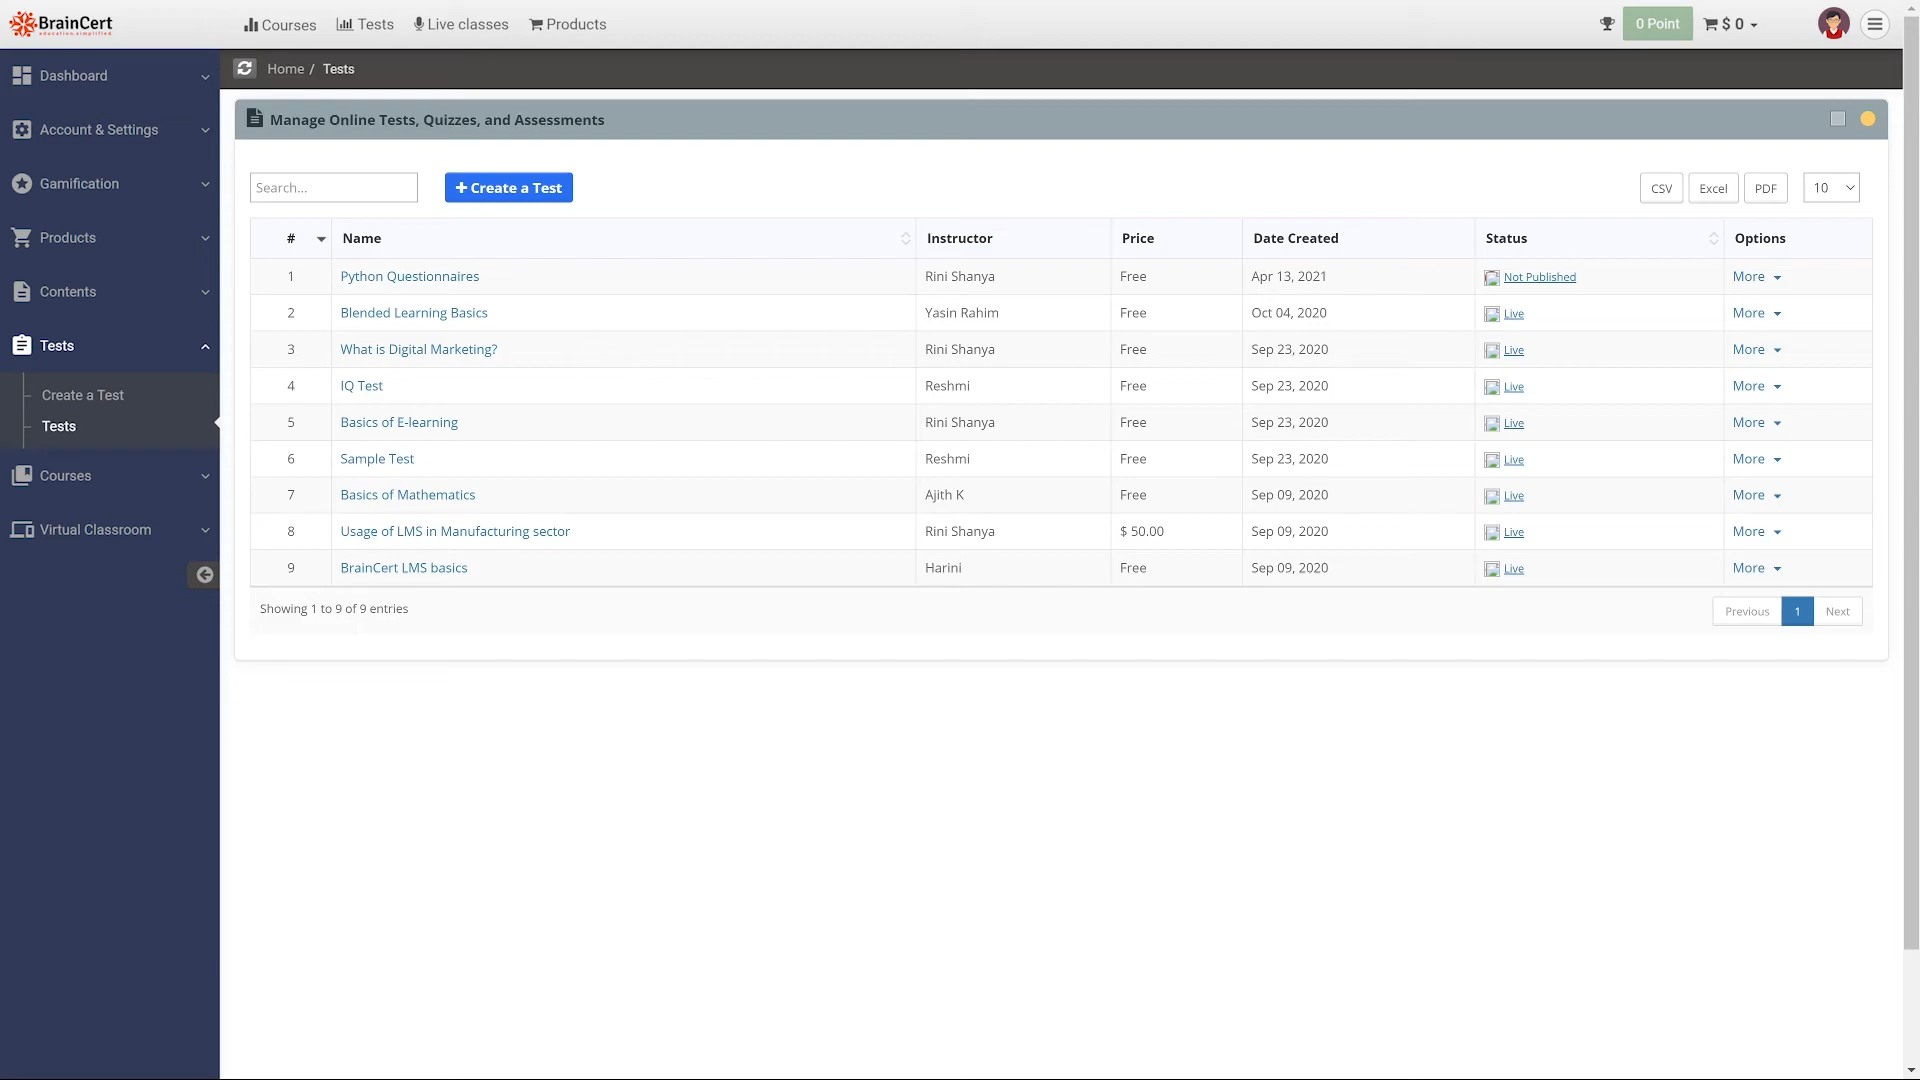 BrainCert
education.simplified
Courses
Tests
Live classes
Products
0 Point
$ 0
Dashboard
Account & Settings
Gamification
Products
Contents
Tests
Create a Test
Tests
Courses
Virtual Classroom
Home / Tests
Manage Online Tests, Quizzes, and Assessments
Search...
+ Create a Test
CSV
Excel
PDF
10
# Name Instructor Price Date Created Status Options
1 Python Questionnaires Rini Shanya Free Apr 13, 2021 Not Published More
2 Blended Learning Basics Yasin Rahim Free Oct 04, 2020 Live More
3 What is Digital Marketing? Rini Shanya Free Sep 23, 2020 Live More
4 IQ Test Reshmi Free Sep 23, 2020 Live More
5 Basics of E-learning Rini Shanya Free Sep 23, 2020 Live More
6 Sample Test Reshmi Free Sep 23, 2020 Live More
7 Basics of Mathematics Ajith K Free Sep 09, 2020 Live More
8 Usage of LMS in Manufacturing sector Rini Shanya $ 50.00 Sep 09, 2020 Live More
9 BrainCert LMS basics Harini Free Sep 09, 2020 Live More
Showing 1 to 9 of 9 entries
Previous 1 Next